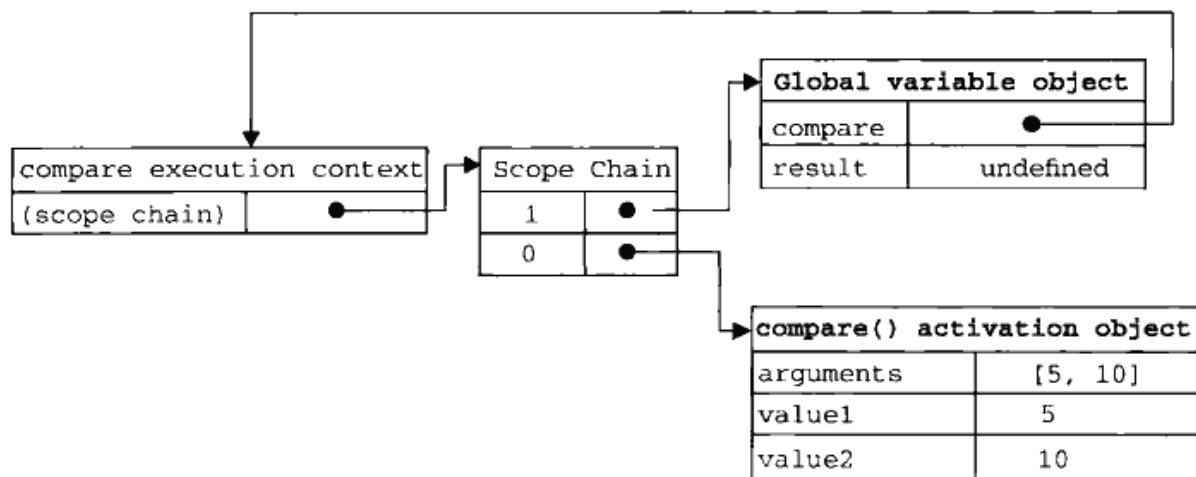 Global variable object
compare
result undefined
compare execution context
(scope chain)
Scope Chain
1
0
compare() activation object
arguments [5, 10]
value1 5
value2 10